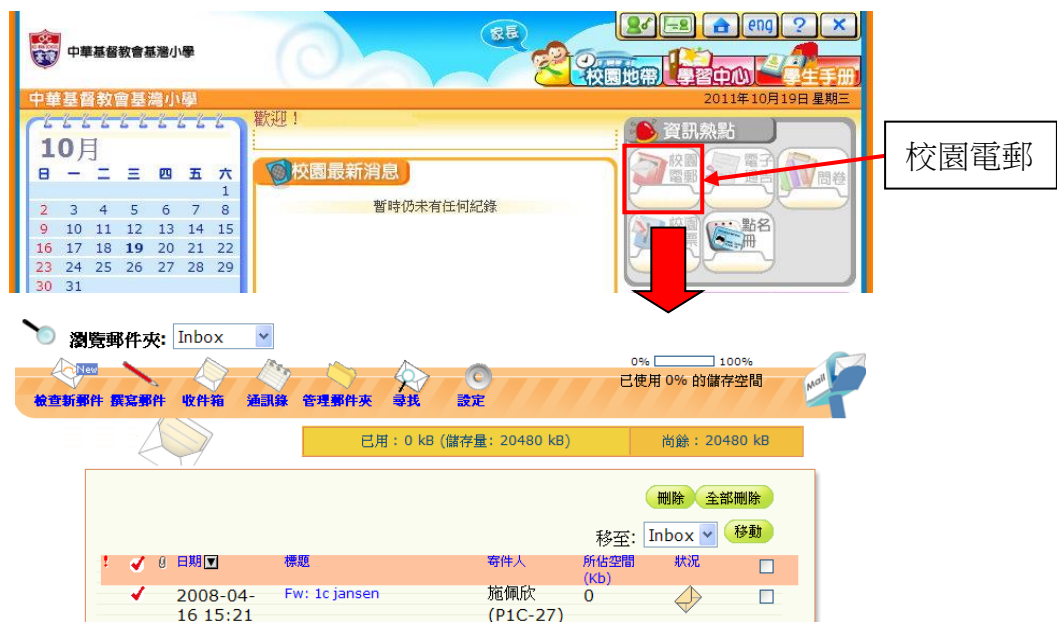 中華基督教會基灣小學
家長
eng ? X
校園地帶 學習中心 學生手册
中華基督教會基灣小學
2011年10月19日 星期三
10月
日 一 二 三 四 五 六
1
2 3 4 5 6 7 8
9 10 11 12 13 14 15
16 17 18 19 20 21 22
23 24 25 26 27 28 29
30 31
歡迎！
校園最新消息
暫時仍未有任何紀錄
資訊熱點
校園電郵
電子通告
問卷
校園
票
點名冊
校園電郵
瀏覽郵件夾: Inbox
New
檢查新郵件 撰寫郵件 收件箱 通訊錄 管理郵件夾 尋找 設定
0% 100%
已使用 0% 的儲存空間
Mail
已用：0 kB (儲存量: 20480 kB) 尚餘：20480 kB
刪除 全部刪除
移至: Inbox 移動
! 日期 標題 寄件人 所佔空間 (Kb) 狀況
2008-04-16 15:21 Fw: 1c jansen 施佩欣 (P1C-27) 0